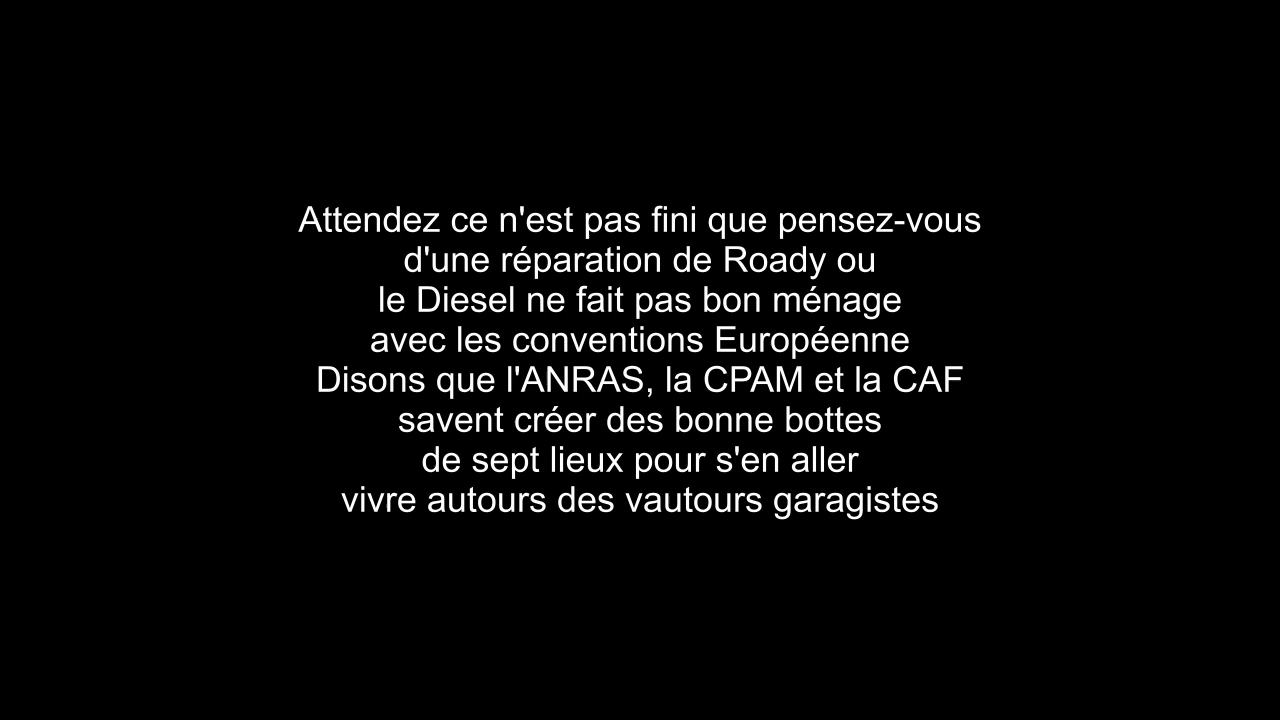 Attendez ce n'est pas fini que pensez-vous
d'une réparation de Roady ou
le Diesel ne fait pas bon ménage
avec les conventions Européenne
Disons que l'ANRAS, la CPAM et la CAF
savent créer des bonne bottes
de sept lieux pour s'en aller
vivre autours des vautours garagistes